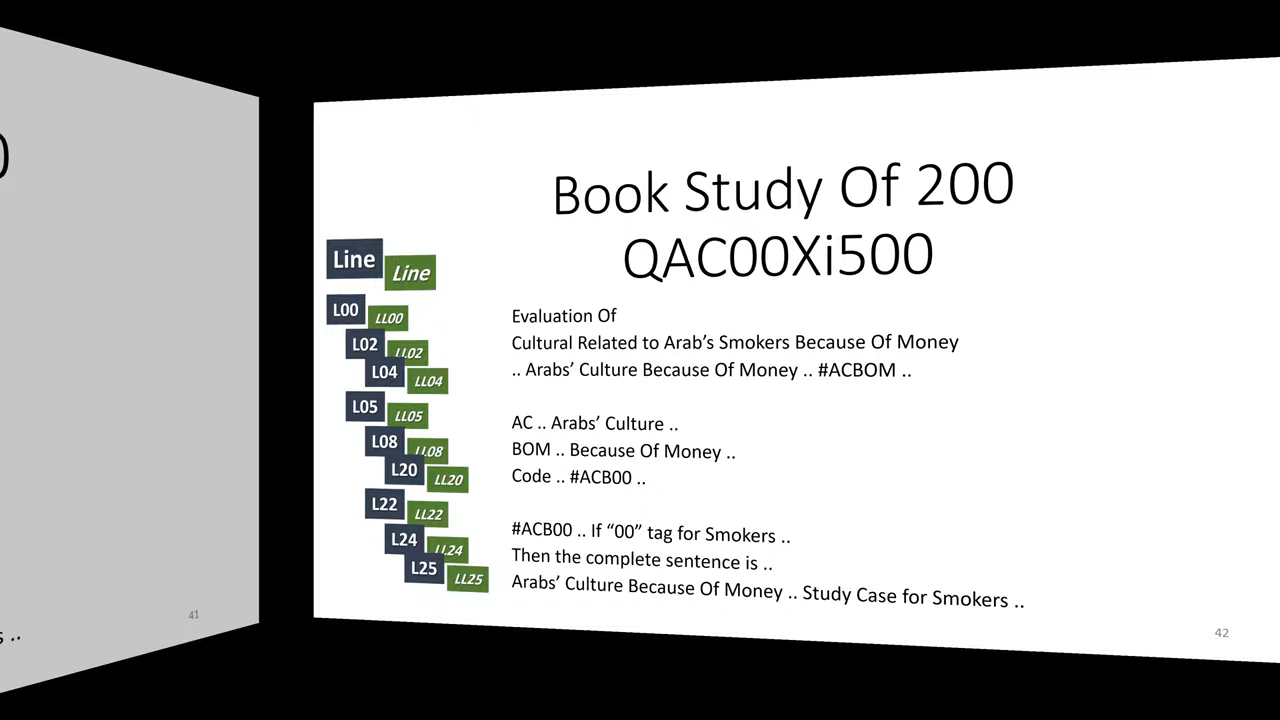 0
s ..
41
Book Study Of 200
QAC00Xi500
Line
Line
L00
LL00
L02
LL02
L04
LL04
L05
LL05
L08
LL08
L20
LL20
L22
LL22
L24
LL24
L25
LL25
Evaluation Of
Cultural Related to Arab’s Smokers Because Of Money
.. Arabs’ Culture Because Of Money .. #ACBOM ..
AC .. Arabs’ Culture ..
BOM .. Because Of Money ..
Code .. #ACB00 ..
#ACB00 .. If “00” tag for Smokers ..
Then the complete sentence is ..
Arabs’ Culture Because Of Money .. Study Case for Smokers ..
42